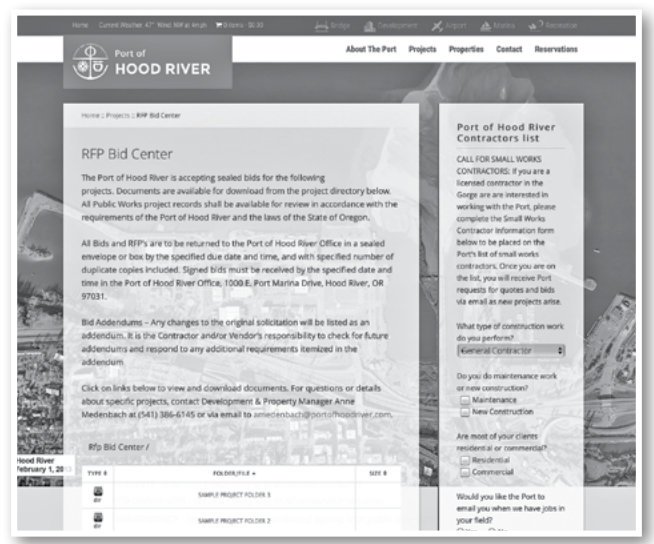 Home
Current Weather: 47° Wind: NW at 4mph
0 items - $0.00
Bridge
Development
Airport
Marina
Recreation
Port of
HOOD RIVER
About The Port Projects Properties Contact Reservations
Home :: Projects :: RFP Bid Center
RFP Bid Center
The Port of Hood River is accepting sealed bids for the following
projects. Documents are available for download from the project directory below.
All Public Works project records shall be available for review in accordance with the
requirements of the Port of Hood River and the laws of the State of Oregon.
All Bids and RFP's are to be returned to the Port of Hood River Office in a sealed
envelope or box by the specified due date and time, and with specified number of
duplicate copies included. Signed bids must be received by the specified date and
time in the Port of Hood River Office, 1000 E. Port Marina Drive, Hood River, OR
97031.
Bid Addendums – Any changes to the original solicitation will be listed as an
addendum. It is the Contractor and/or Vendor's responsibility to check for future
addendums and respond to any additional requirements itemized in the
addendum
Click on links below to view and download documents. For questions or details
about specific projects, contact Development & Property Manager Anne
Medenbach at (541) 386-6145 or via email to amedenbach@portofhoodriver.com.
Rfp Bid Center /
TYPE FOLDER/FILE SIZE
DIR SAMPLE PROJECT FOLDER 3
DIR SAMPLE PROJECT FOLDER 2
Hood River
February 1, 20
Port of Hood River
Contractors list
CALL FOR SMALL WORKS
CONTRACTORS: If you are a
licensed contractor in the
Gorge are are interested in
working with the Port, please
complete the Small Works
Contractor Information form
below to be placed on the
Port's list of small works
contractors. Once you are on
the list, you will receive Port
requests for quotes and bids
via email as new projects arise.
What type of construction work
do you perform?
General Contractor
Do you do maintenance work
or new construction?
Maintenance
New Construction
Are most of your clients
residential or commercial?
Residential
Commercial
Would you like the Port to
email you when we have jobs in
your field?